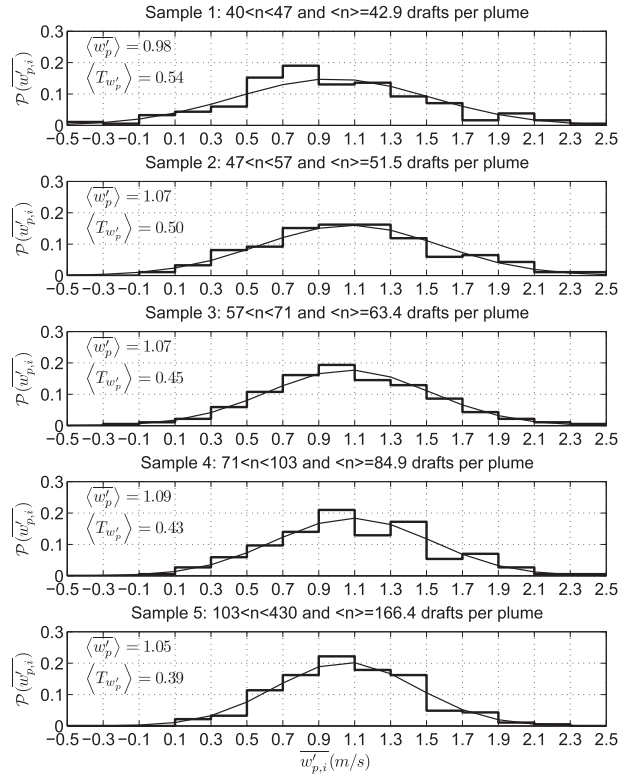 Sample 1: 40<n<47 and <n>=42.9 drafts per plume
0.3
0.2
0.1
0
⟨w̅′ₚ⟩ = 0.98
⟨T_{w′ₚ}⟩ = 0.54
P(w̅′ₚ,ᵢ)
−0.5 −0.3 −0.1 0.1 0.3 0.5 0.7 0.9 1.1 1.3 1.5 1.7 1.9 2.1 2.3 2.5
Sample 2: 47<n<57 and <n>=51.5 drafts per plume
0.3
0.2
0.1
0
⟨w̅′ₚ⟩ = 1.07
⟨T_{w′ₚ}⟩ = 0.50
P(w̅′ₚ,ᵢ)
−0.5 −0.3 −0.1 0.1 0.3 0.5 0.7 0.9 1.1 1.3 1.5 1.7 1.9 2.1 2.3 2.5
Sample 3: 57<n<71 and <n>=63.4 drafts per plume
0.3
0.2
0.1
0
⟨w̅′ₚ⟩ = 1.07
⟨T_{w′ₚ}⟩ = 0.45
P(w̅′ₚ,ᵢ)
−0.5 −0.3 −0.1 0.1 0.3 0.5 0.7 0.9 1.1 1.3 1.5 1.7 1.9 2.1 2.3 2.5
Sample 4: 71<n<103 and <n>=84.9 drafts per plume
0.3
0.2
0.1
0
⟨w̅′ₚ⟩ = 1.09
⟨T_{w′ₚ}⟩ = 0.43
P(w̅′ₚ,ᵢ)
−0.5 −0.3 −0.1 0.1 0.3 0.5 0.7 0.9 1.1 1.3 1.5 1.7 1.9 2.1 2.3 2.5
Sample 5: 103<n<430 and <n>=166.4 drafts per plume
0.3
0.2
0.1
0
⟨w̅′ₚ⟩ = 1.05
⟨T_{w′ₚ}⟩ = 0.39
P(w̅′ₚ,ᵢ)
−0.5 −0.3 −0.1 0.1 0.3 0.5 0.7 0.9 1.1 1.3 1.5 1.7 1.9 2.1 2.3 2.5
w̅′ₚ,ᵢ(m/s)